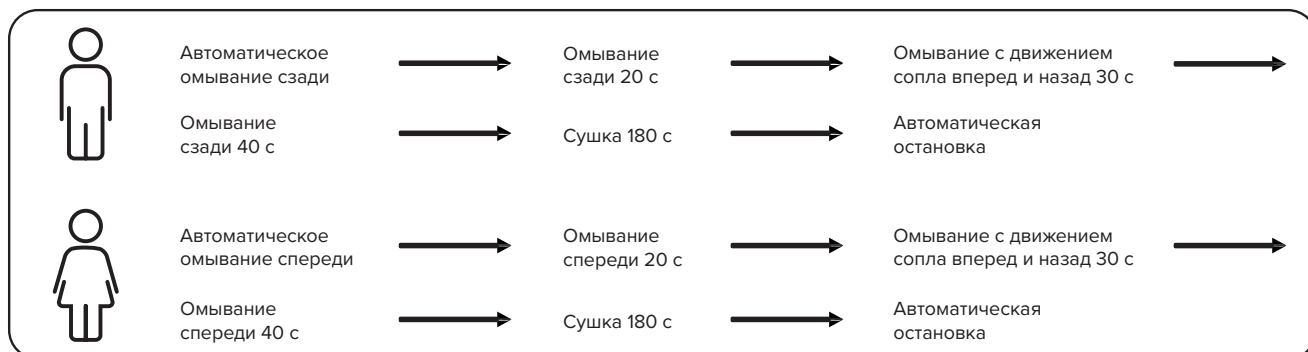 Автоматическое
омывание сзади
Омывание
сзади 20 с
Омывание с движением
сопла вперед и назад 30 с
Омывание
сзади 40 с
Сушка 180 с
Автоматическая
остановка
Автоматическое
омывание спереди
Омывание
спереди 20 с
Омывание с движением
сопла вперед и назад 30 с
Омывание
спереди 40 с
Сушка 180 с
Автоматическая
остановка